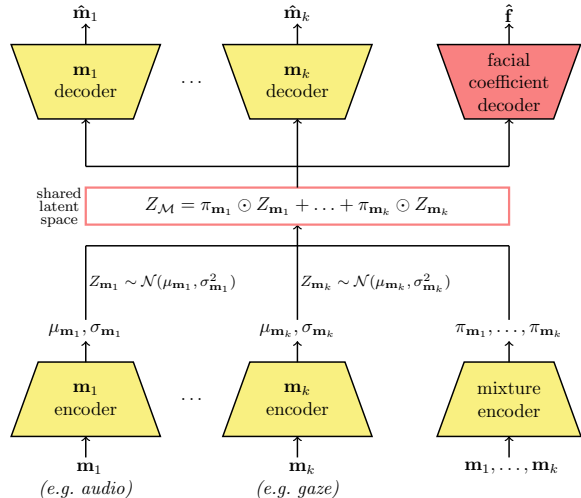 m̂₁ m̂ₖ f̂
m₁ decoder
...
mₖ decoder
facial coefficient decoder
shared latent space
Z_ℳ = π_m₁ ⊙ Z_m₁ + … + π_mₖ ⊙ Z_mₖ
Z_m₁ ∼ 𝒩(μ_m₁, σ²_m₁)
Z_mₖ ∼ 𝒩(μ_mₖ, σ²_mₖ)
μ_m₁, σ_m₁
μ_mₖ, σ_mₖ
π_m₁, …, π_mₖ
m₁ encoder
...
mₖ encoder
mixture encoder
m₁
(e.g. audio)
mₖ
(e.g. gaze)
m₁, …, mₖ